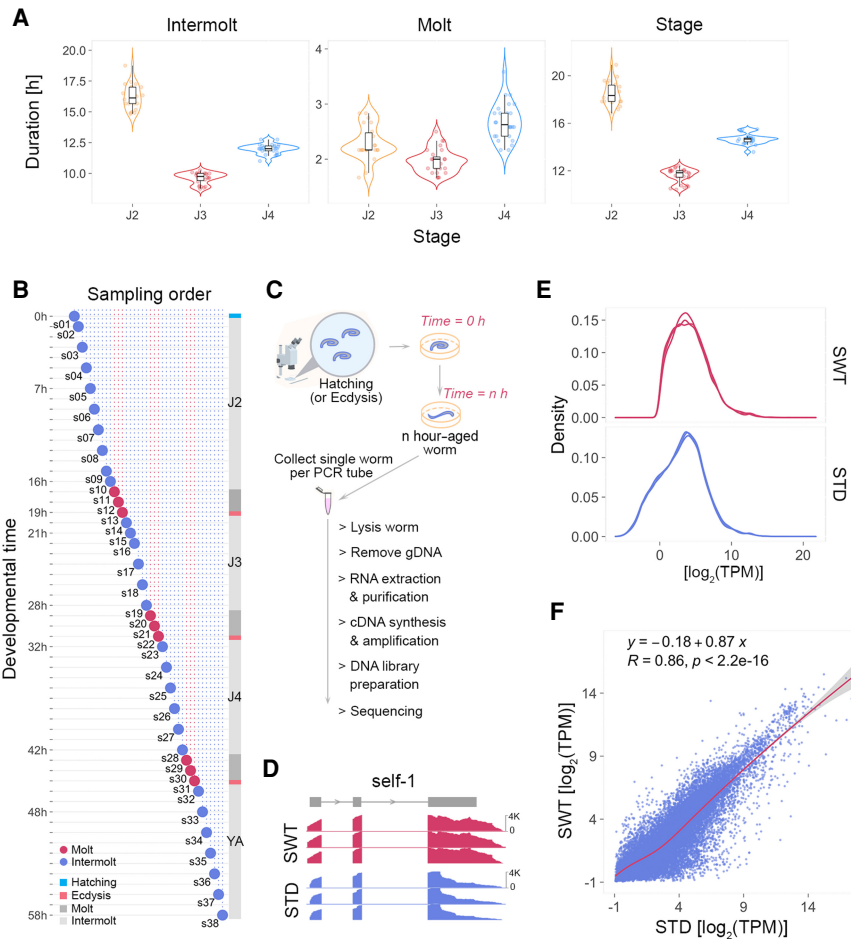 A
Intermolt
Molt
Stage
Duration [h]
20.0
17.5
15.0
12.5
10.0
4
3
2
20
16
12
J2
J3
J4
J2
J3
J4
J2
J3
J4
Stage
B
Sampling order
Developmental time
0h
7h
16h
19h
21h
28h
32h
42h
48h
58h
s01
s02
s03
s04
s05
s06
s07
s08
s09
s10
s11
s12
s13
s14
s15
s16
s17
s18
s19
s20
s21
s22
s23
s24
s25
s26
s27
s28
s29
s30
s31
s32
s33
s34
s35
s36
s37
s38
J2
J3
J4
YA
Molt
Intermolt
Hatching
Ecdysis
Molt
Intermolt
C
Time = 0 h
Hatching
(or Ecdysis)
Time = n h
n hour-aged
worm
Collect single worm
per PCR tube
> Lysis worm
> Remove gDNA
> RNA extraction
& purification
> cDNA synthesis
& amplification
> DNA library
preparation
> Sequencing
D
self-1
SWT
4K
0
STD
4K
0
E
Density
0.15
0.10
0.05
0.00
SWT
0.10
0.05
0.00
STD
0
10
20
[log2(TPM)]
F
y = −0.18 + 0.87 x
R = 0.86, p < 2.2e-16
SWT [log2(TPM)]
14
9
4
-1
-1
4
9
14
STD [log2(TPM)]